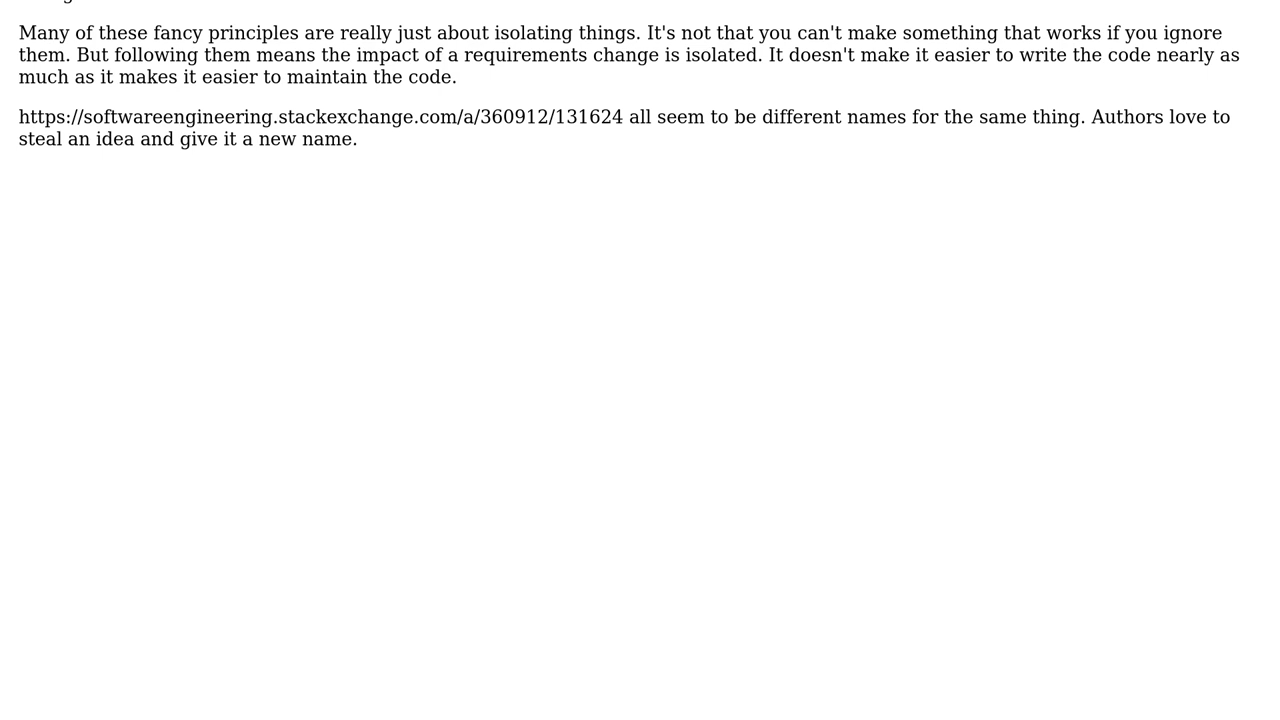 Many of these fancy principles are really just about isolating things. It's not that you can't make something that works if you ignore
them. But following them means the impact of a requirements change is isolated. It doesn't make it easier to write the code nearly as
much as it makes it easier to maintain the code.
https://softwareengineering.stackexchange.com/a/360912/131624 all seem to be different names for the same thing. Authors love to
steal an idea and give it a new name.